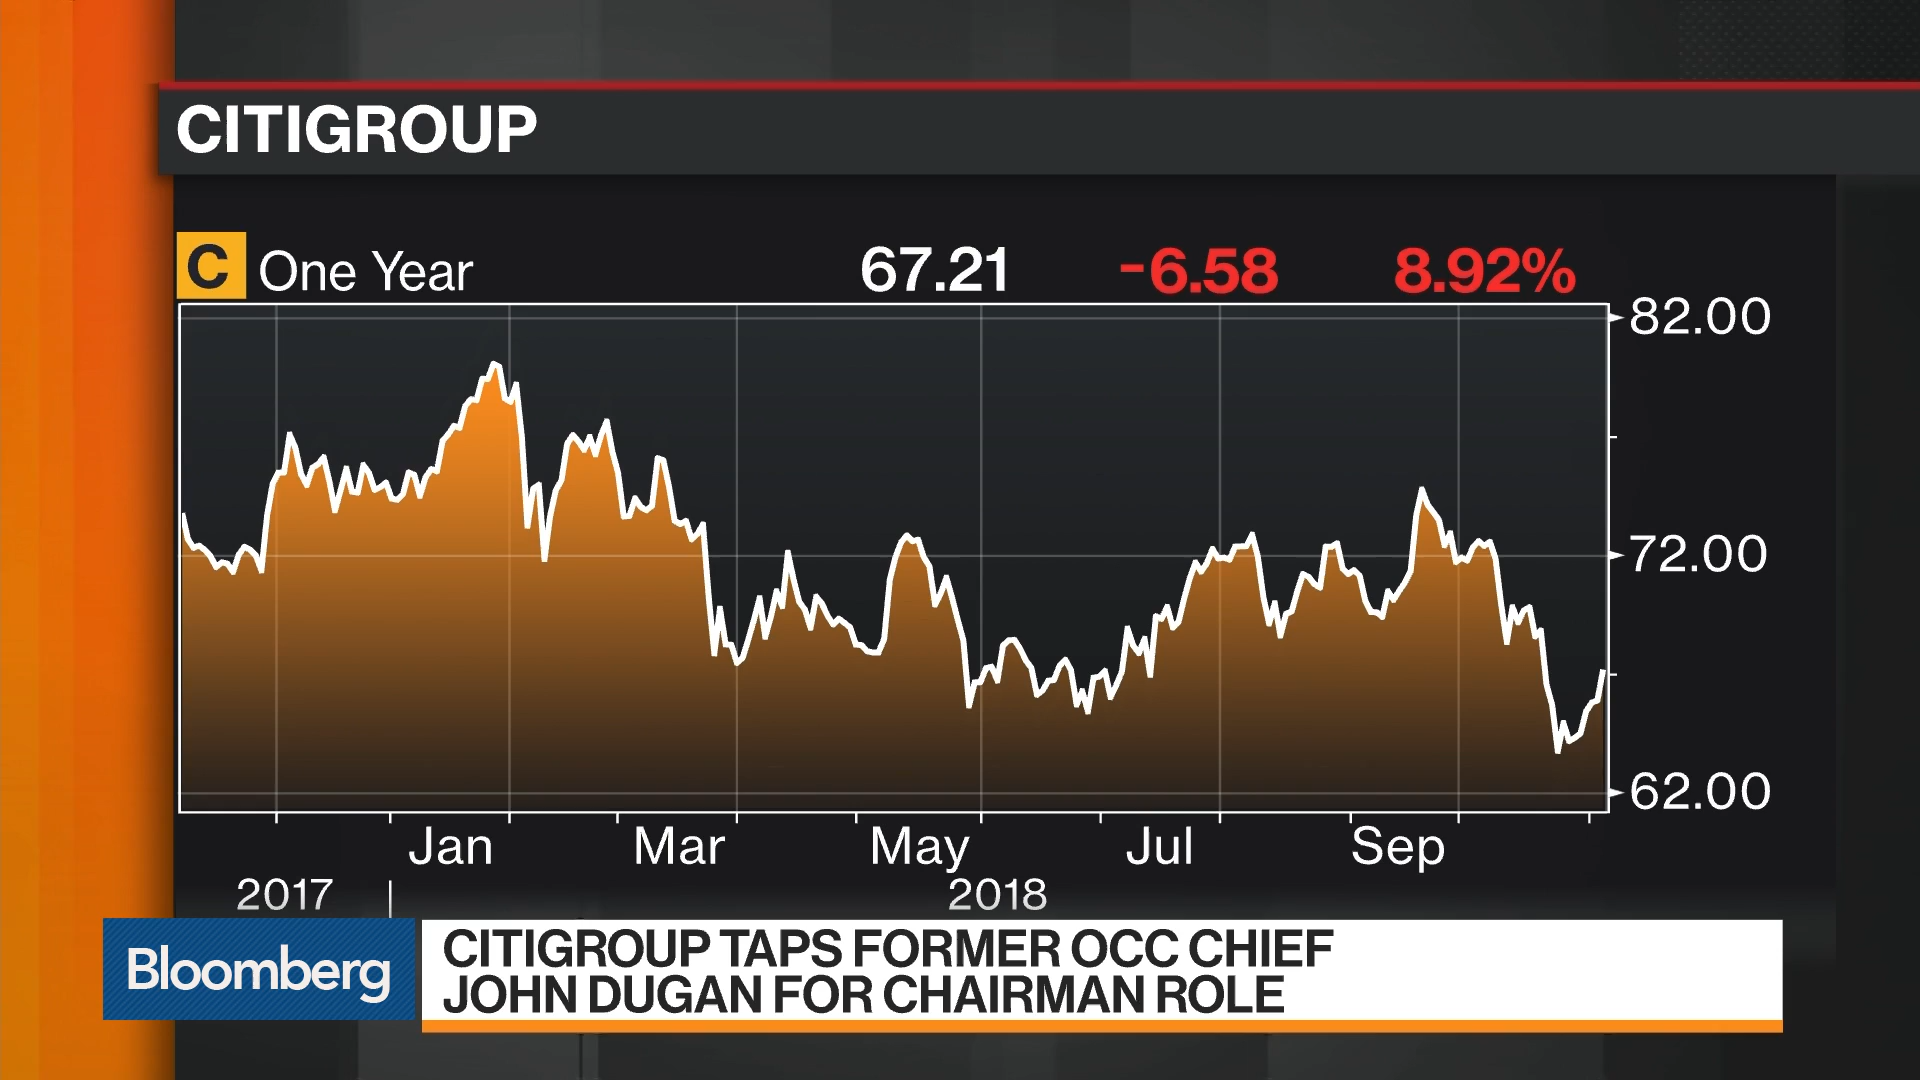 CITIGROUP
C One Year 67.21 -6.58 8.92%
82.00
72.00
62.00
Jan Mar May Jul Sep
2017 2018
Bloomberg
CITIGROUP TAPS FORMER OCC CHIEF
JOHN DUGAN FOR CHAIRMAN ROLE